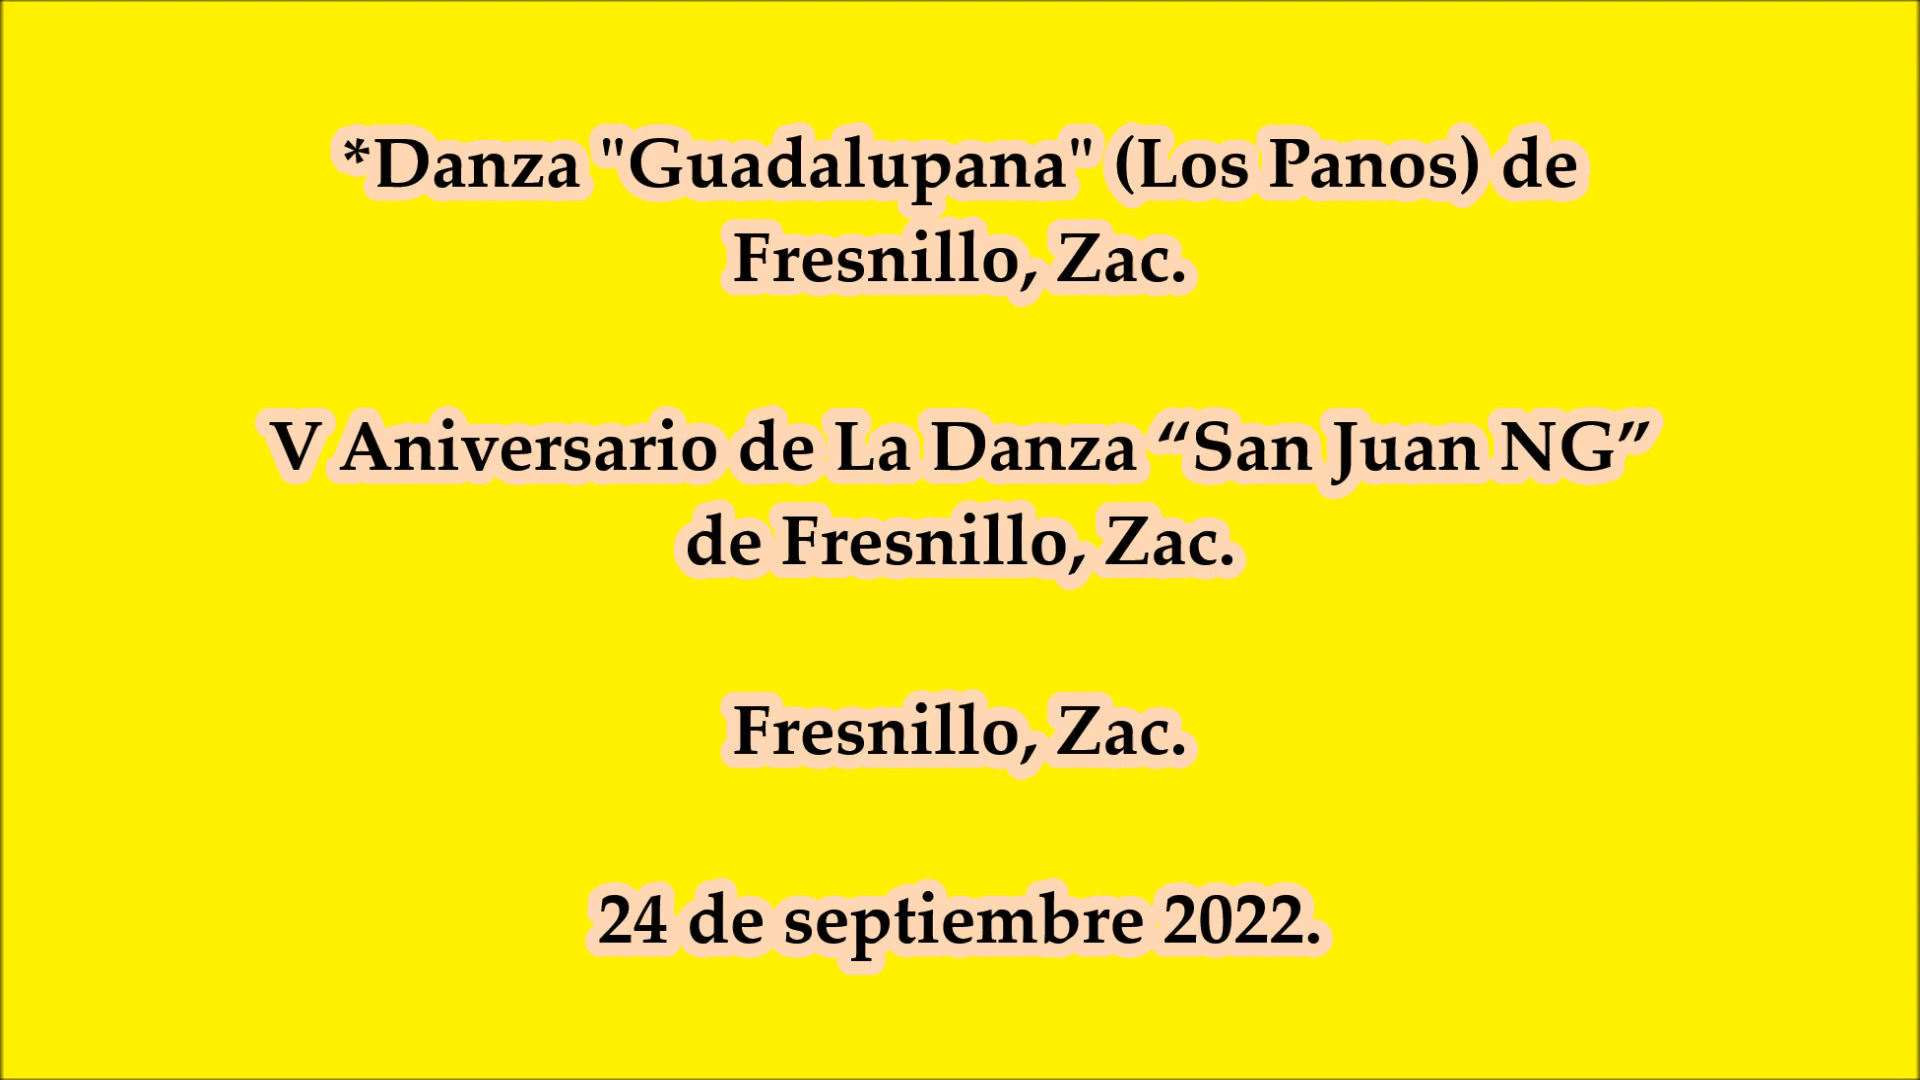 *Danza "Guadalupana" (Los Panos) de
Fresnillo, Zac.
V Aniversario de La Danza “San Juan NG”
de Fresnillo, Zac.
Fresnillo, Zac.
24 de septiembre 2022.